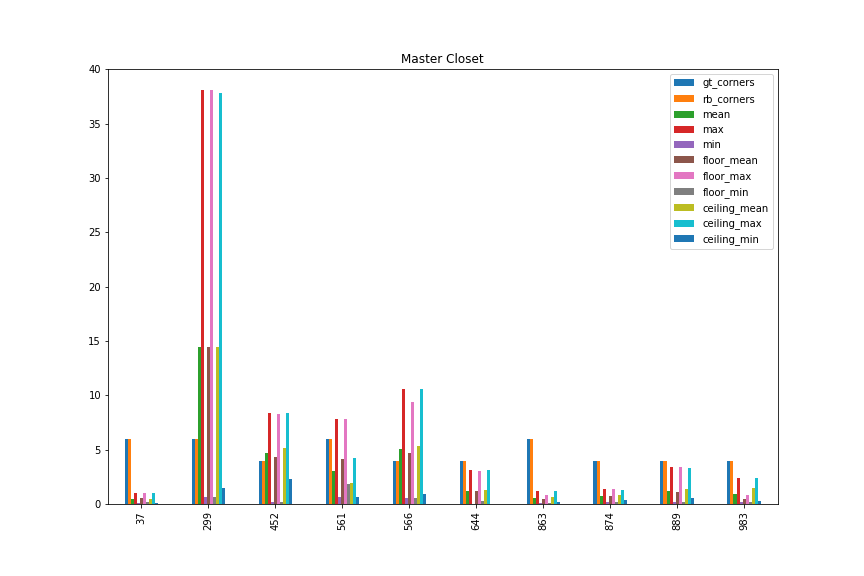 Master Closet
40
35
30
25
20
15
10
5
0
gt_corners
rb_corners
mean
max
min
floor_mean
floor_max
floor_min
ceiling_mean
ceiling_max
ceiling_min
37
299
452
561
566
644
863
874
889
983